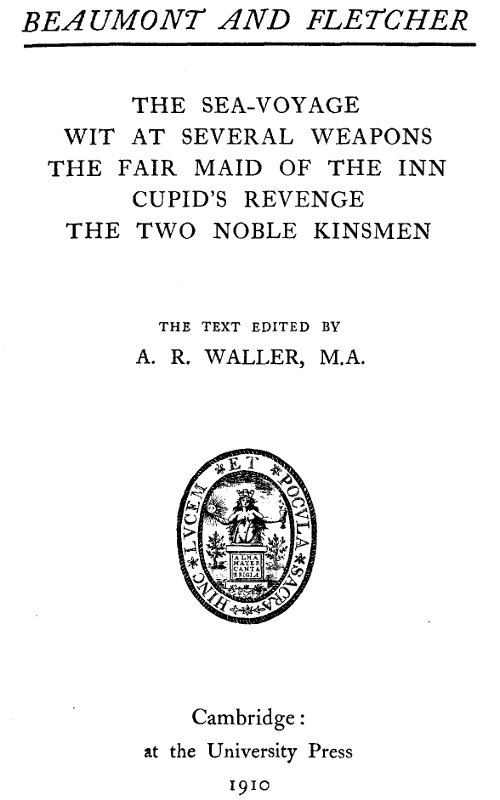 BEAUMONT AND FLETCHER
THE SEA-VOYAGE
WIT AT SEVERAL WEAPONS
THE FAIR MAID OF THE INN
CUPID'S REVENGE
THE TWO NOBLE KINSMEN
THE TEXT EDITED BY
A. R. WALLER, M.A.
HINC LVCEM ET POCVLA SACRA
ALMA
MATER
CANTA
BRIGIA
Cambridge:
at the University Press
1910